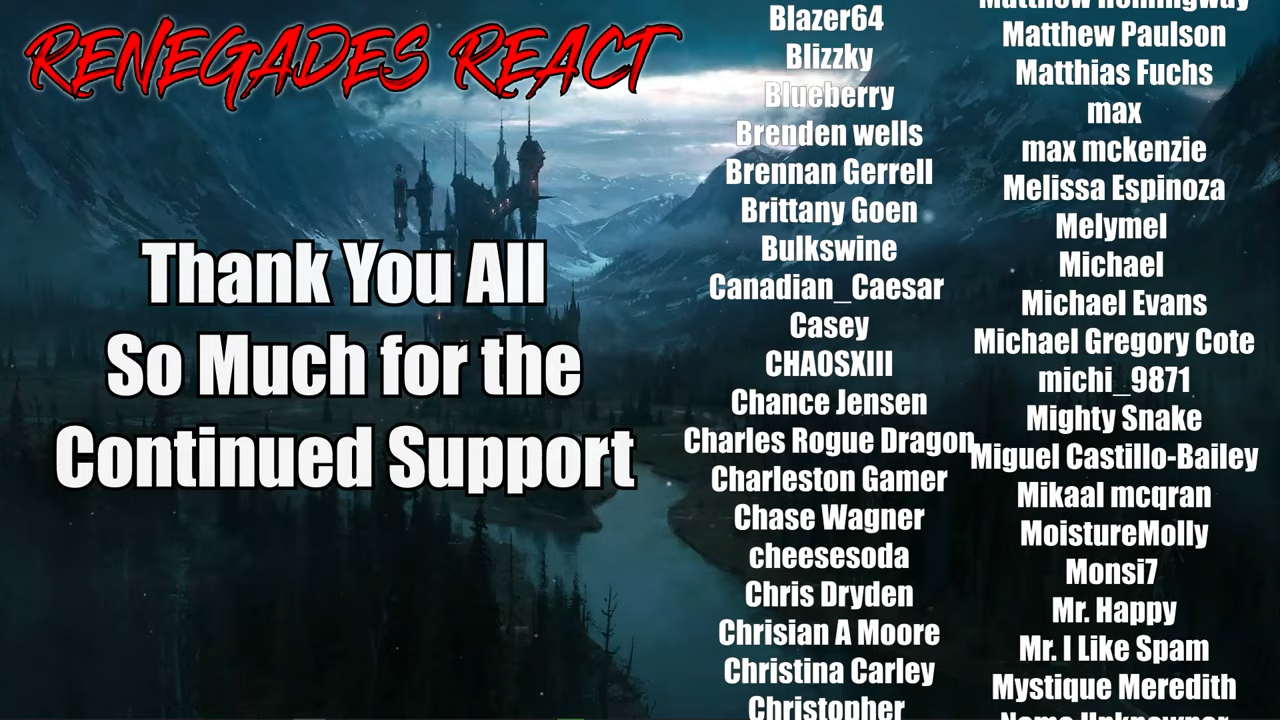 RENEGADES REACT
Thank You All
So Much for the
Continued Support
Blazer64
Blizzky
Blueberry
Brenden wells
Brennan Gerrell
Brittany Goen
Bulkswine
Canadian_Caesar
Casey
CHAOSXIII
Chance Jensen
Charles Rogue Dragon
Charleston Gamer
Chase Wagner
cheesesoda
Chris Dryden
Chrisian A Moore
Christina Carley
Christopher
Matthew Hemingway
Matthew Paulson
Matthias Fuchs
max
max mckenzie
Melissa Espinoza
Melymel
Michael
Michael Evans
Michael Gregory Cote
michi_9871
Mighty Snake
Miguel Castillo-Bailey
Mikaal mcqran
MoistureMolly
Monsi7
Mr. Happy
Mr. I Like Spam
Mystique Meredith